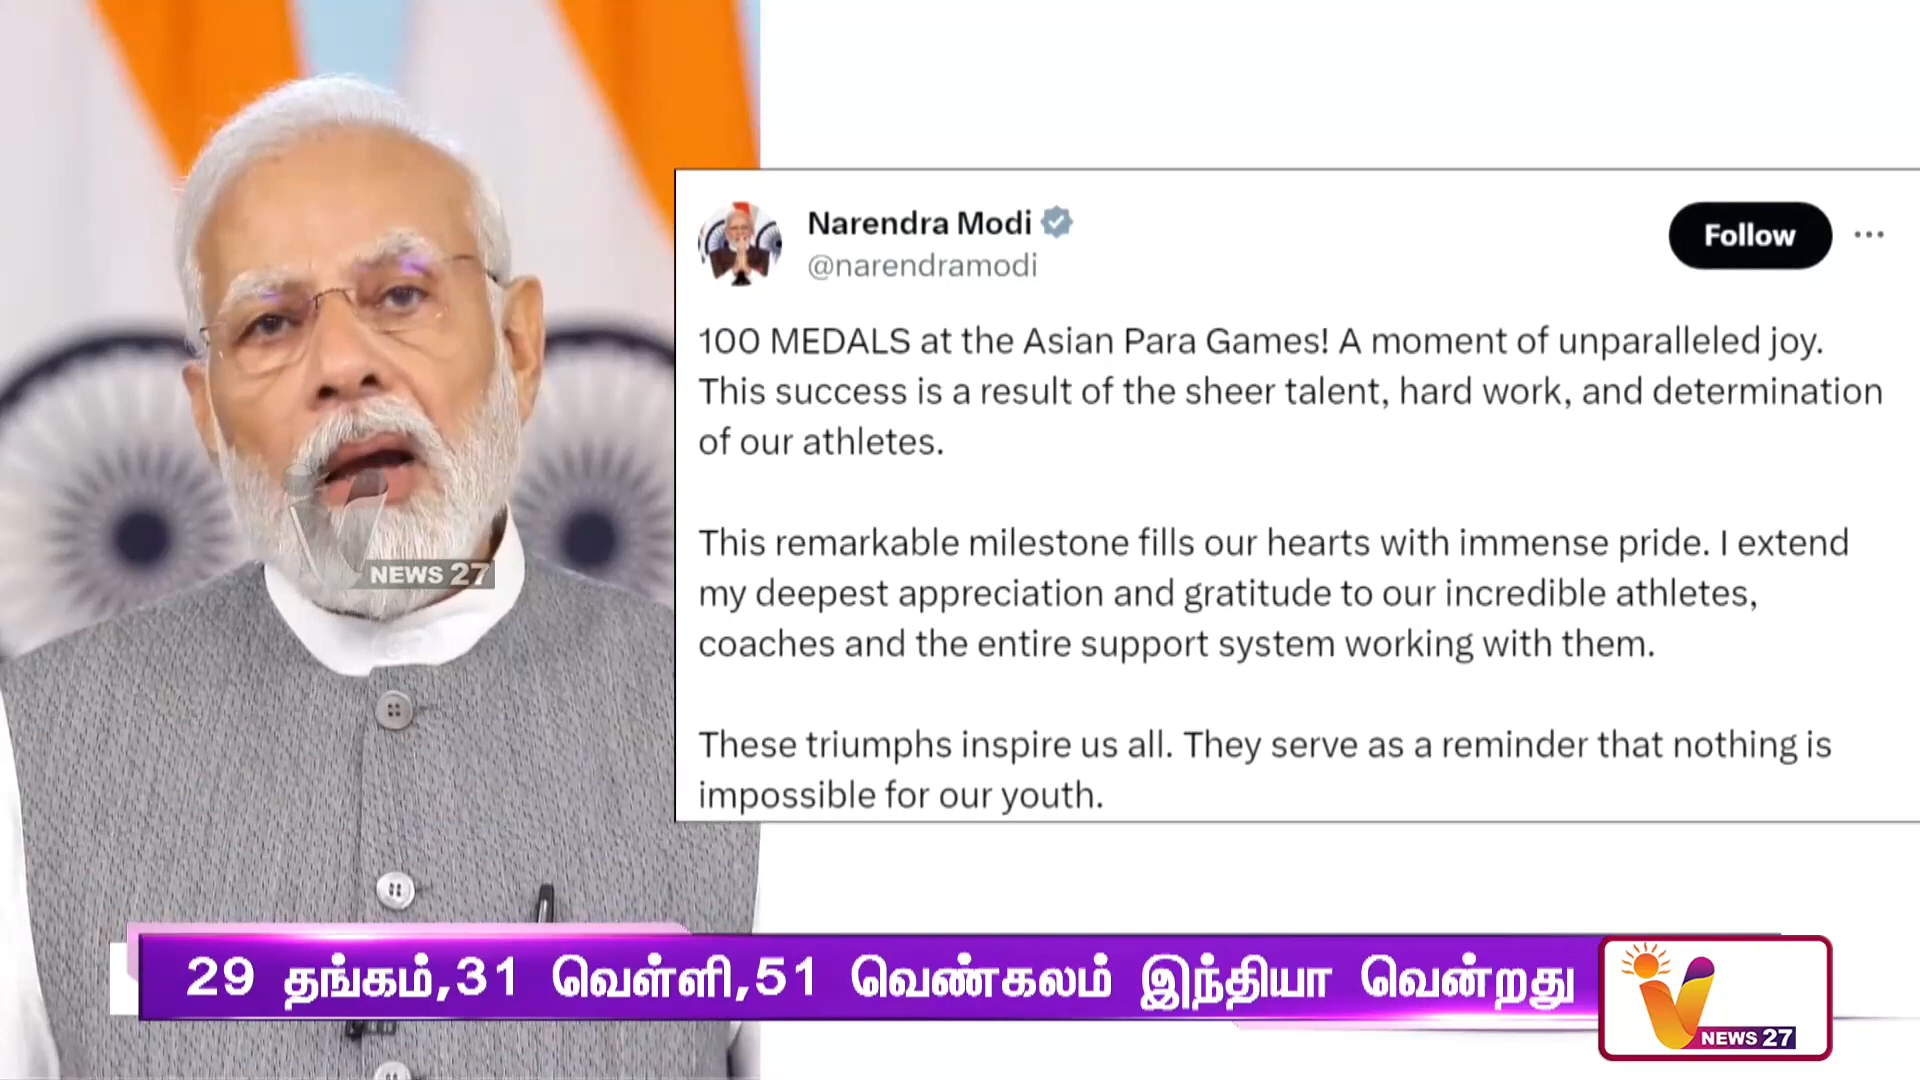 Narendra Modi
@narendramodi
Follow
100 MEDALS at the Asian Para Games! A moment of unparalleled joy.
This success is a result of the sheer talent, hard work, and determination
of our athletes.
This remarkable milestone fills our hearts with immense pride. I extend
my deepest appreciation and gratitude to our incredible athletes,
coaches and the entire support system working with them.
These triumphs inspire us all. They serve as a reminder that nothing is
impossible for our youth.
V NEWS 27
29 தங்கம்,31 வெள்ளி,51 வெண்கலம் இந்தியா வென்றது
V NEWS 27